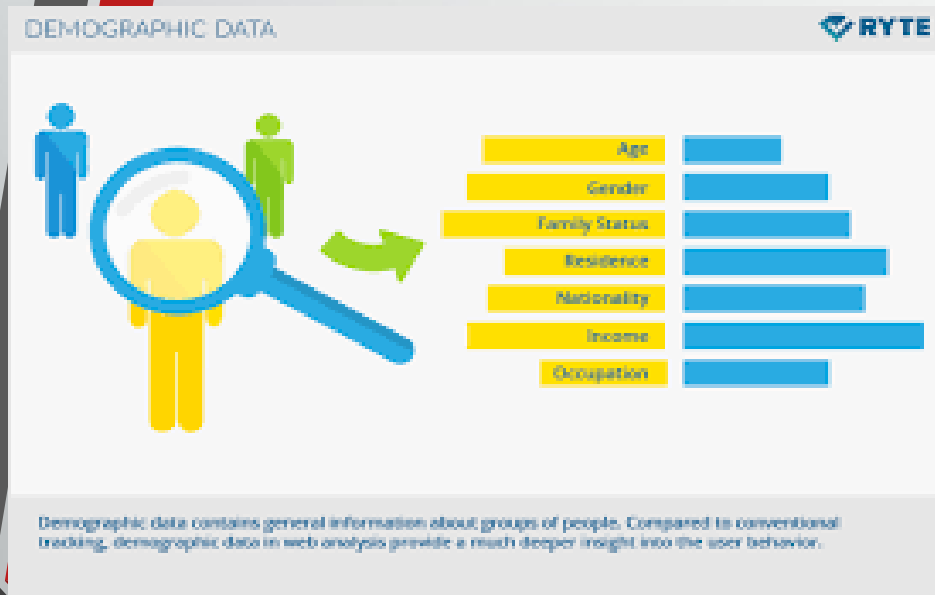 DEMOGRAPHIC DATA
RYTE
Age
Gender
Family Status
Residence
Nationality
Income
Occupation
Demographic data contains general information about groups of people. Compared to conventional
tracking, demographic data in web analysis provide a much deeper insight into the user behavior.